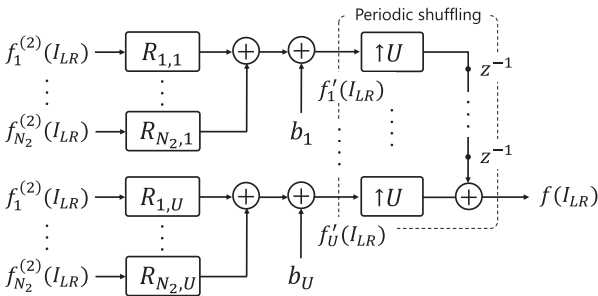 Periodic shuffling
f_1^{(2)}(I_{LR}) R_{1,1} + + ↑U
z^{-1}
f_1'(I_{LR})
f_{N_2}^{(2)}(I_{LR}) R_{N_2,1} b_1
z^{-1}
f_1^{(2)}(I_{LR}) R_{1,U} + + ↑U + f(I_{LR})
f_U'(I_{LR})
f_{N_2}^{(2)}(I_{LR}) R_{N_2,U} b_U